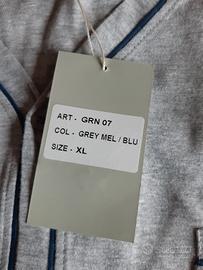 ART - GRN 07
COL - GREY MEL / BLU
SIZE - XL